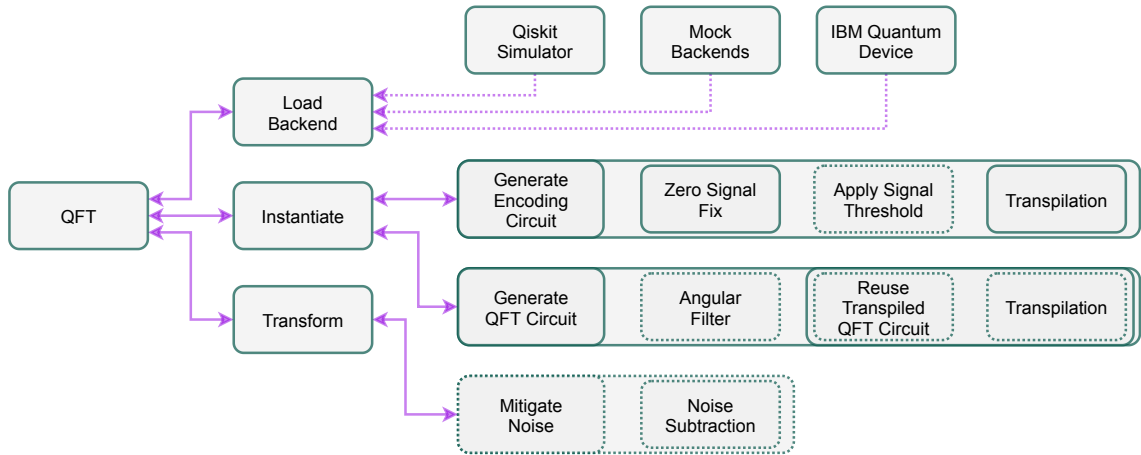 Qiskit
Simulator
Mock
Backends
IBM Quantum
Device
Load
Backend
QFT
Instantiate
Generate
Encoding
Circuit
Zero Signal
Fix
Apply Signal
Threshold
Transpilation
Transform
Generate
QFT Circuit
Angular
Filter
Reuse
Transpiled
QFT Circuit
Transpilation
Mitigate
Noise
Noise
Subtraction